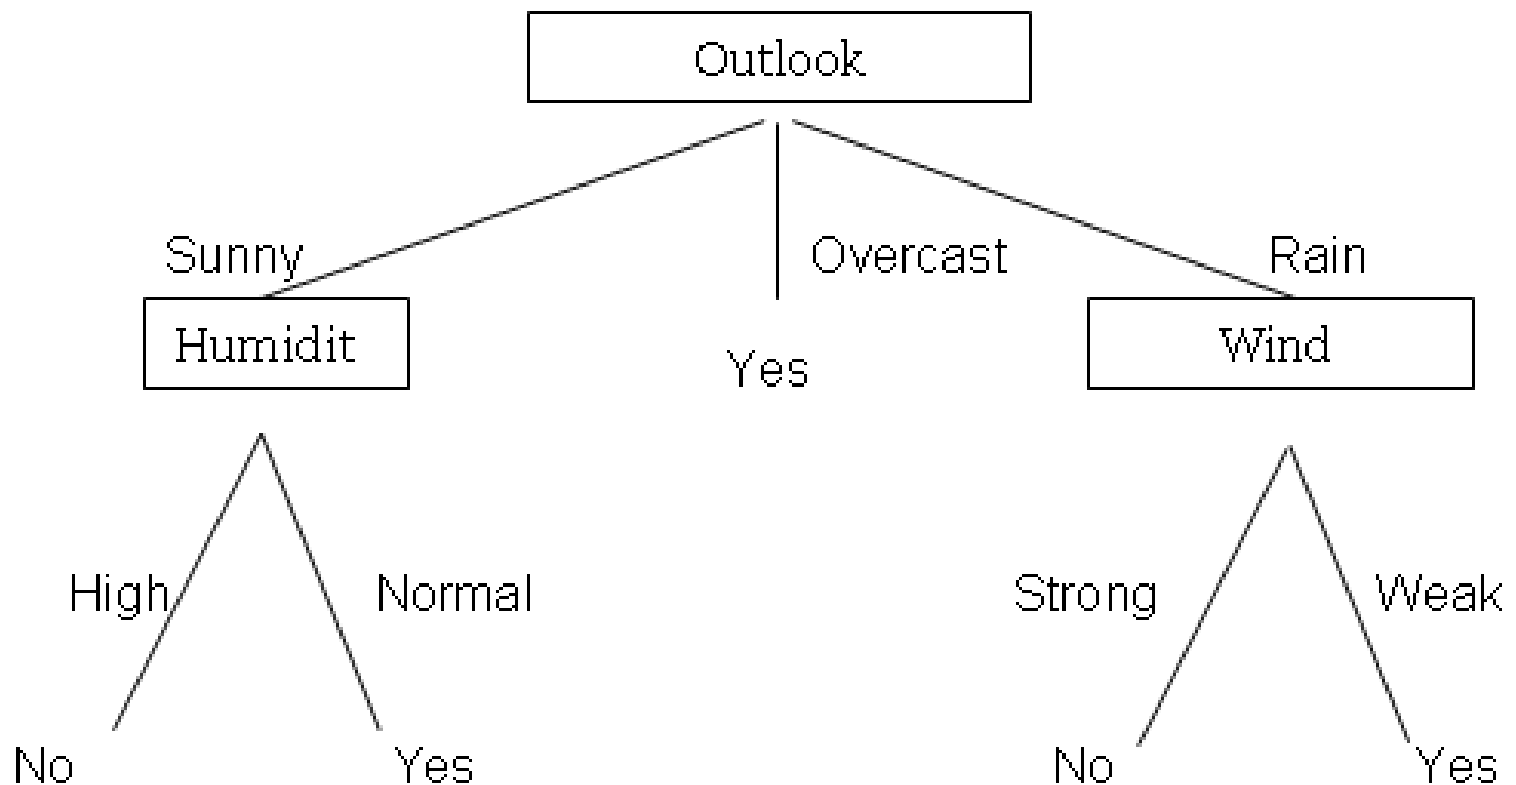 Outlook
Sunny
Overcast
Rain
Humidit
Yes
Wind
High
Normal
Strong
Weak
No
Yes
No
Yes